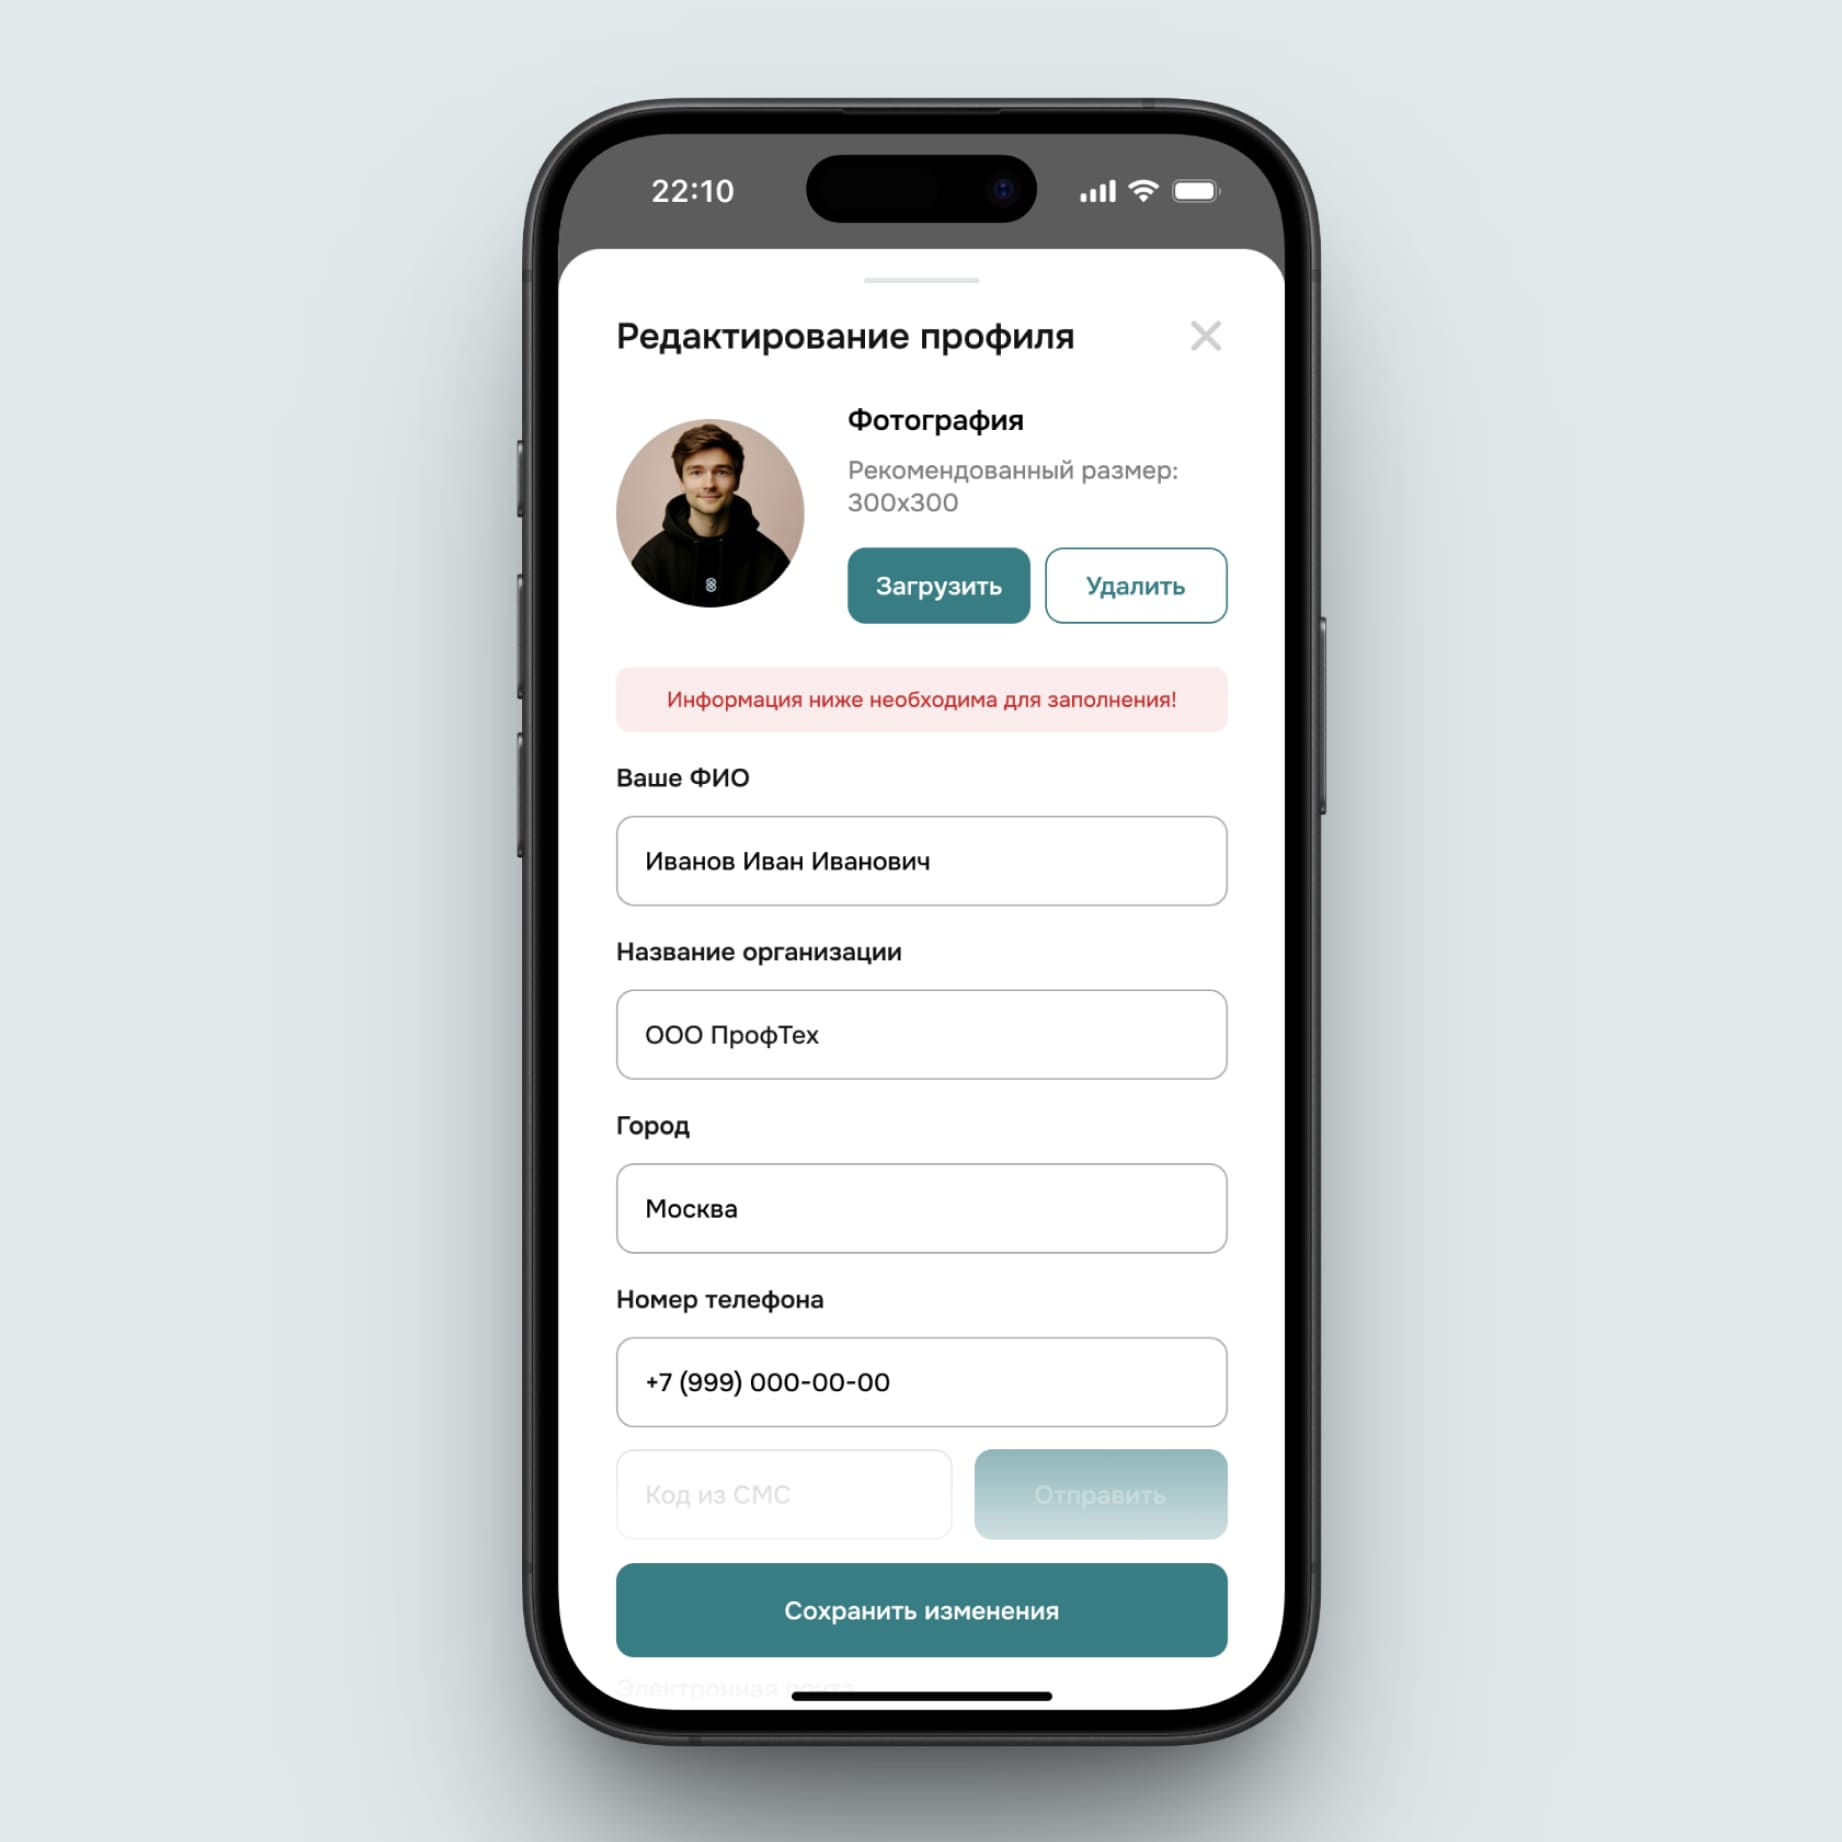 22:10
Редактирование профиля
Фотография
Рекомендованный размер:
300x300
Загрузить
Удалить
Информация ниже необходима для заполнения!
Ваше ФИО
Иванов Иван Иванович
Название организации
ООО ПрофТех
Город
Москва
Номер телефона
+7 (999) 000-00-00
Код из СМС
Отправить
Сохранить изменения
Электронная почта